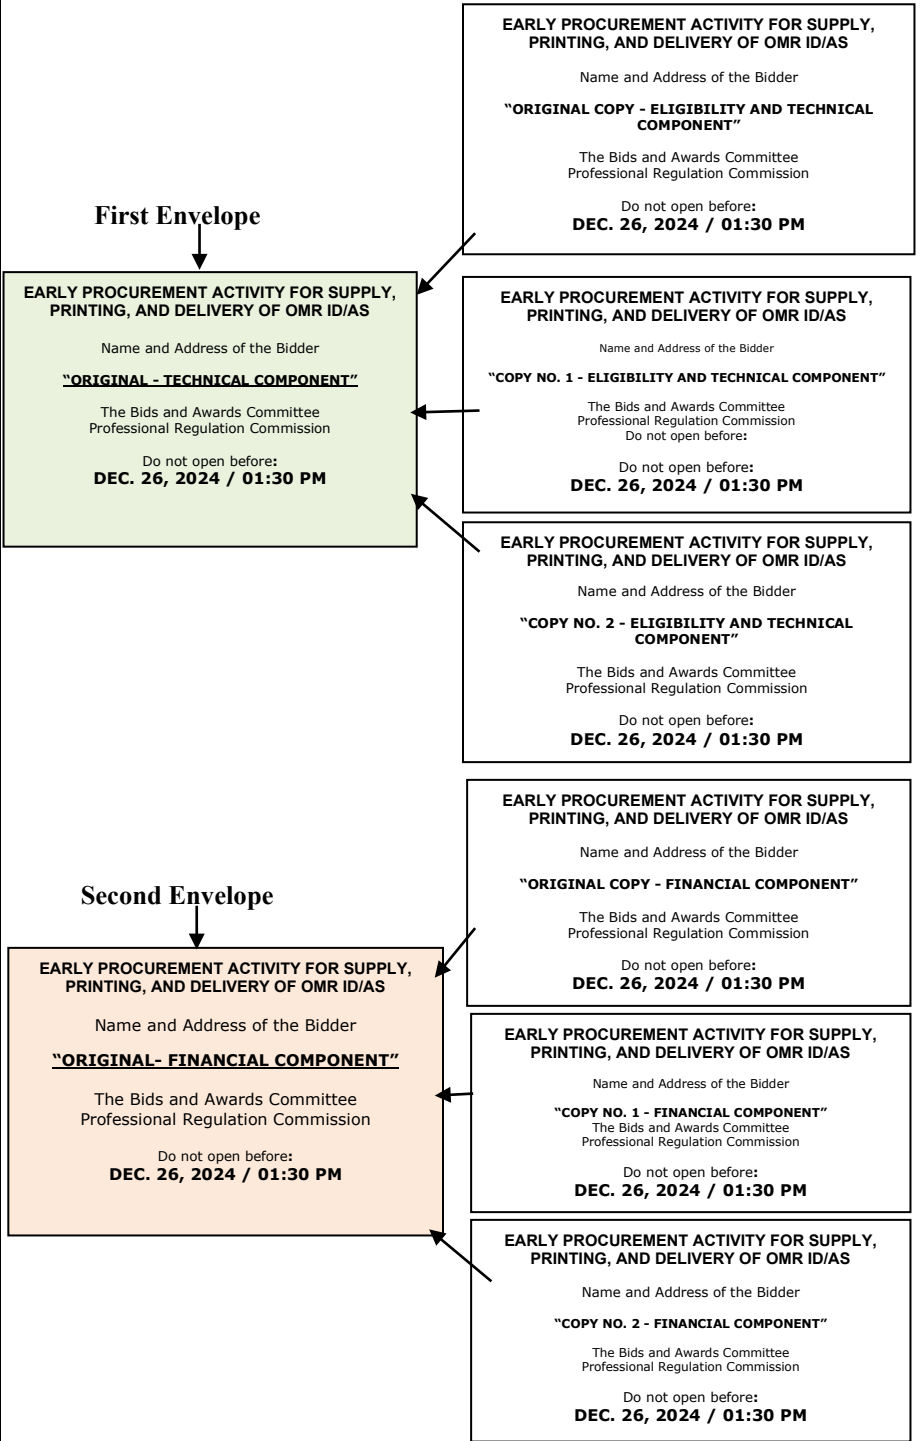 EARLY PROCUREMENT ACTIVITY FOR SUPPLY,
PRINTING, AND DELIVERY OF OMR ID/AS
Name and Address of the Bidder
“ORIGINAL COPY - ELIGIBILITY AND TECHNICAL
COMPONENT”
The Bids and Awards Committee
Professional Regulation Commission
Do not open before:
DEC. 26, 2024 / 01:30 PM
First Envelope
EARLY PROCUREMENT ACTIVITY FOR SUPPLY,
PRINTING, AND DELIVERY OF OMR ID/AS
Name and Address of the Bidder
“ORIGINAL - TECHNICAL COMPONENT”
The Bids and Awards Committee
Professional Regulation Commission
Do not open before:
DEC. 26, 2024 / 01:30 PM
EARLY PROCUREMENT ACTIVITY FOR SUPPLY,
PRINTING, AND DELIVERY OF OMR ID/AS
Name and Address of the Bidder
“COPY NO. 1 - ELIGIBILITY AND TECHNICAL COMPONENT”
The Bids and Awards Committee
Professional Regulation Commission
Do not open before:
Do not open before:
DEC. 26, 2024 / 01:30 PM
EARLY PROCUREMENT ACTIVITY FOR SUPPLY,
PRINTING, AND DELIVERY OF OMR ID/AS
Name and Address of the Bidder
“COPY NO. 2 - ELIGIBILITY AND TECHNICAL
COMPONENT”
The Bids and Awards Committee
Professional Regulation Commission
Do not open before:
DEC. 26, 2024 / 01:30 PM
EARLY PROCUREMENT ACTIVITY FOR SUPPLY,
PRINTING, AND DELIVERY OF OMR ID/AS
Name and Address of the Bidder
“ORIGINAL COPY - FINANCIAL COMPONENT”
The Bids and Awards Committee
Professional Regulation Commission
Do not open before:
DEC. 26, 2024 / 01:30 PM
Second Envelope
EARLY PROCUREMENT ACTIVITY FOR SUPPLY,
PRINTING, AND DELIVERY OF OMR ID/AS
Name and Address of the Bidder
“ORIGINAL- FINANCIAL COMPONENT”
The Bids and Awards Committee
Professional Regulation Commission
Do not open before:
DEC. 26, 2024 / 01:30 PM
EARLY PROCUREMENT ACTIVITY FOR SUPPLY,
PRINTING, AND DELIVERY OF OMR ID/AS
Name and Address of the Bidder
“COPY NO. 1 - FINANCIAL COMPONENT”
The Bids and Awards Committee
Professional Regulation Commission
Do not open before:
DEC. 26, 2024 / 01:30 PM
EARLY PROCUREMENT ACTIVITY FOR SUPPLY,
PRINTING, AND DELIVERY OF OMR ID/AS
Name and Address of the Bidder
“COPY NO. 2 - FINANCIAL COMPONENT”
The Bids and Awards Committee
Professional Regulation Commission
Do not open before:
DEC. 26, 2024 / 01:30 PM